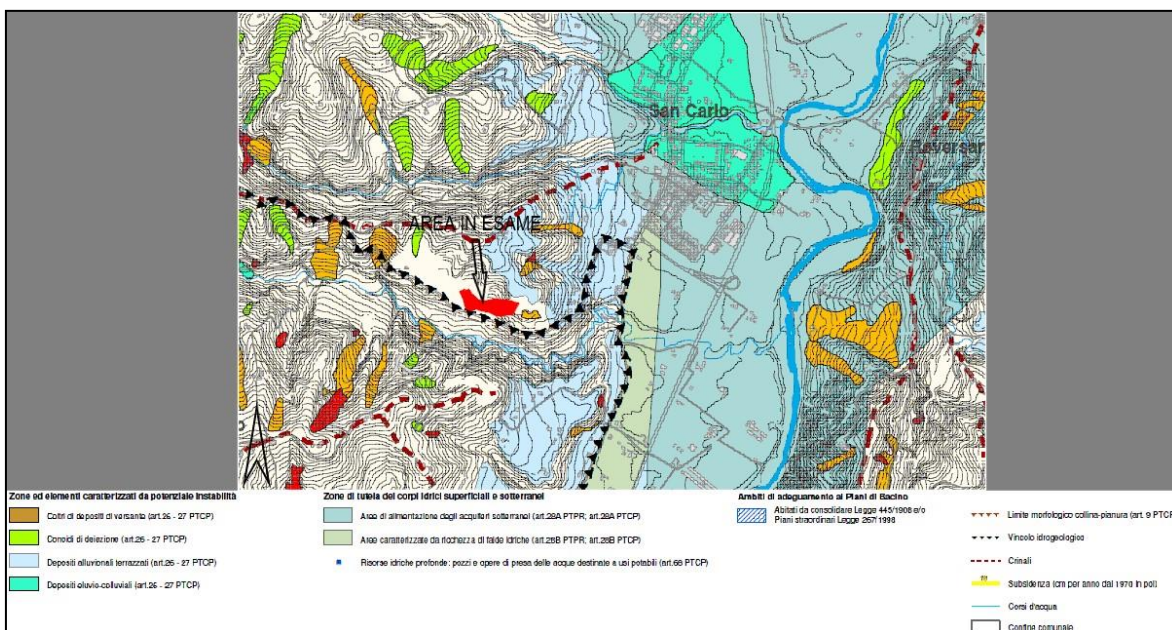 San Carlo
Reversan
AREA IN ESAME
Zone ed elementi caratterizzati da potenziale instabilità
Coltri di depositi di versante (art.26 - 27 PTCP)
Conoidi di deiezione (art.26 - 27 PTCP)
Depositi alluvionali terrazzati (art.26 - 27 PTCP)
Depositi eluvio-colluviali (art.26 - 27 PTCP)
Zone di tutela dei corpi idrici superficiali e sotterranei
Aree di alimentazione degli acquiferi sotterranei (art.28A PTPR; art.28A PTCP)
Aree caratterizzate da ricchezza di falde idriche (art.28B PTPR; art.28B PTCP)
Risorse idriche profonde: pozzi e opere di presa delle acque destinate a usi potabili (art.68 PTCP)
Ambiti di adeguamento ai Piani di Bacino
Abitati da consolidare Legge 445/1908 e/o
Piani straordinari Legge 267/1998
Limite morfologico collina-pianura (art. 9 PTCP
Vincolo idrogeologico
Crinali
Subsidenza (cm per anno dal 1970 in poi)
Corsi d'acqua
Confine comunale